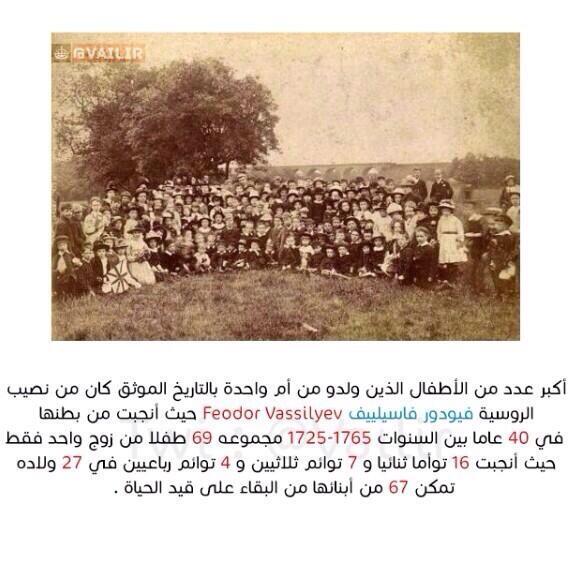 @VAILIR
أكبر عدد من الأطفال الذين ولدو من أم واحدة بالتاريخ الموثق كان من نصيب
الروسية فيودور فاسيلييف Feodor Vassilyev حيث أنجبت من بطنها
في 40 عاما بين السنوات 1765-1725 مجموعه 69 طفلا من زوج واحد فقط
حيث أنجبت 16 توأما ثنائيا و 7 توائم ثلاثيين و 4 توائم رباعيين في 27 ولاده
تمكن 67 من أبنائها من البقاء على قيد الحياة .